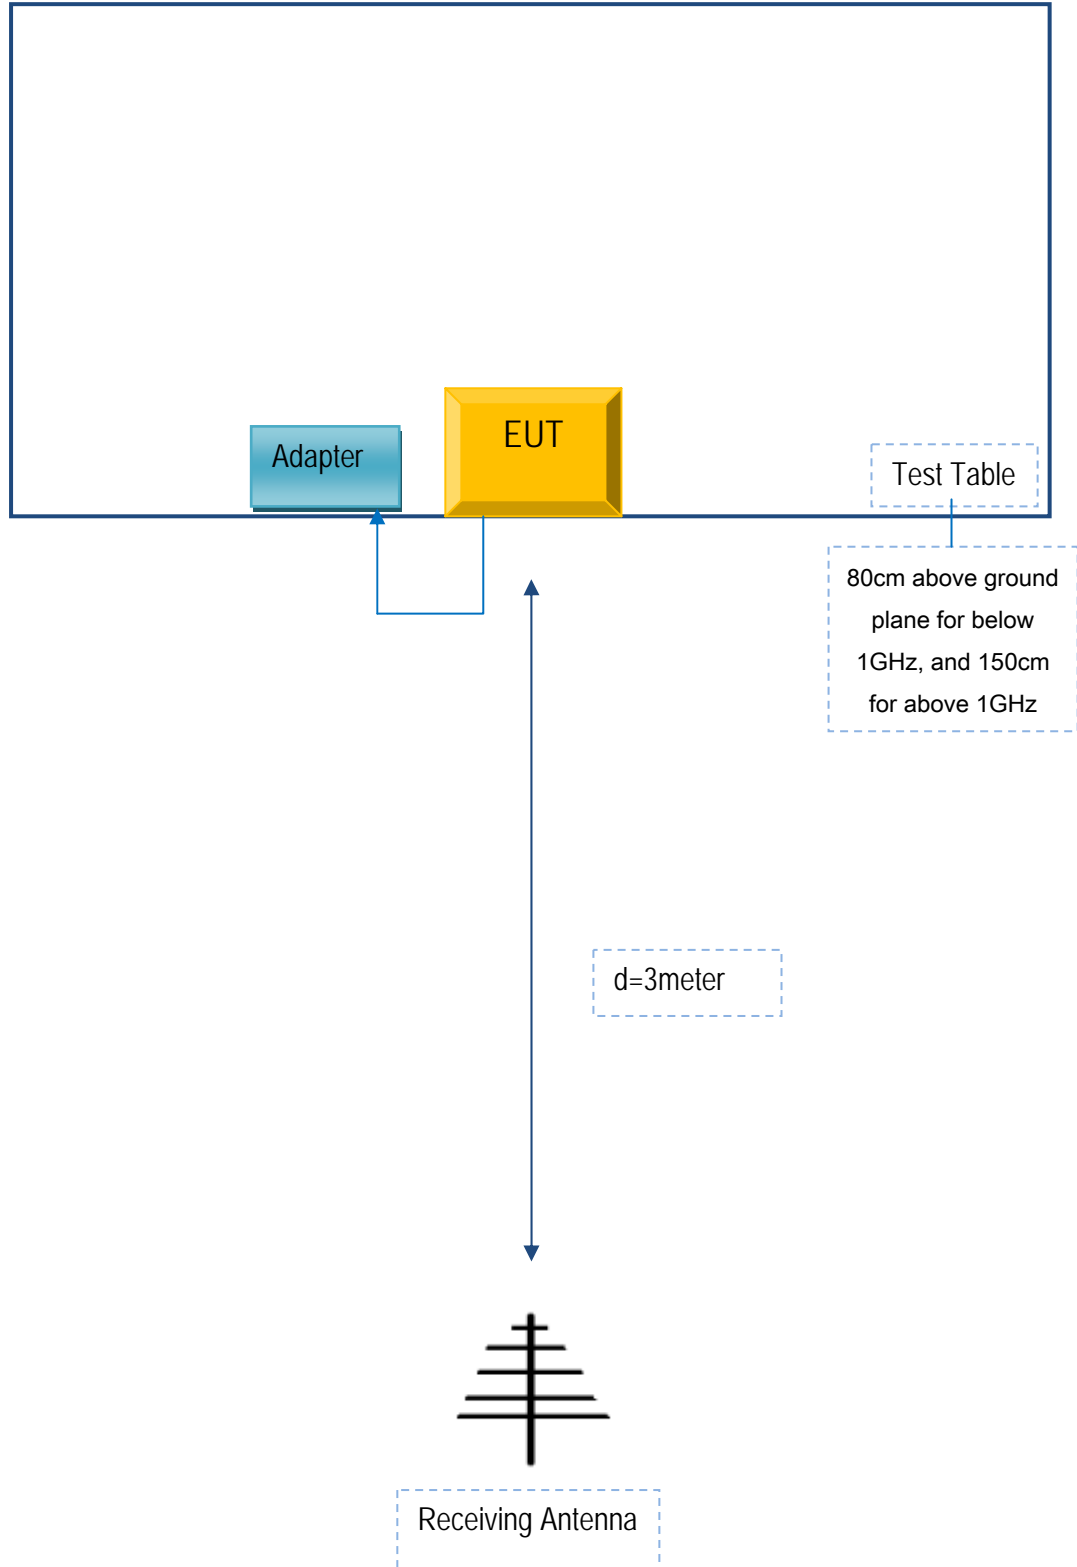 EUT
Adapter
Test Table
80cm above ground
plane for below
1GHz, and 150cm
for above 1GHz
d=3meter
Receiving Antenna